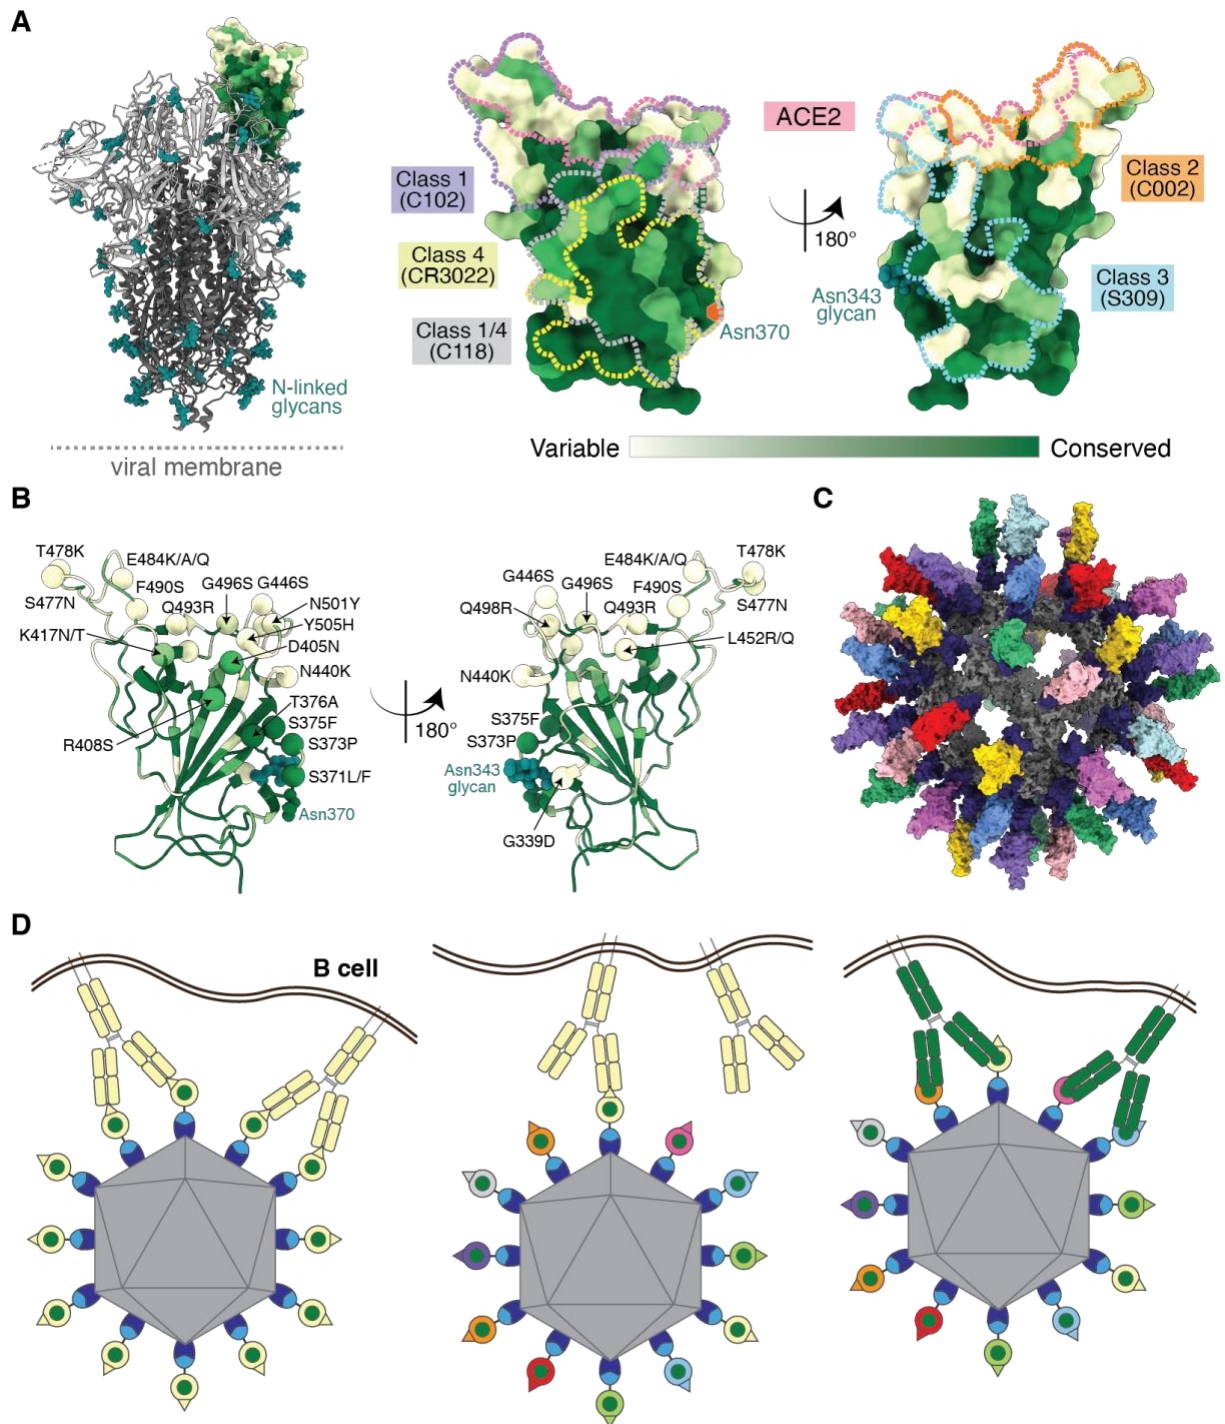 A
N-linked
glycans
viral membrane
Class 1
(C102)
Class 4
(CR3022)
Class 1/4
(C118)
ACE2
180°
Asn370
Class 2
(C002)
Class 3
(S309)
Asn343
glycan
Variable
Conserved
B
T478K
E484K/A/Q
F490S
G496S
G446S
S477N
Q493R
N501Y
Y505H
K417N/T
D405N
N440K
T376A
S375F
R408S
S373P
S371L/F
Asn370
180°
G446S
G496S
F490S
E484K/A/Q
T478K
Q498R
Q493R
S477N
L452R/Q
N440K
S375F
S373P
Asn343
glycan
G339D
C
D
B cell